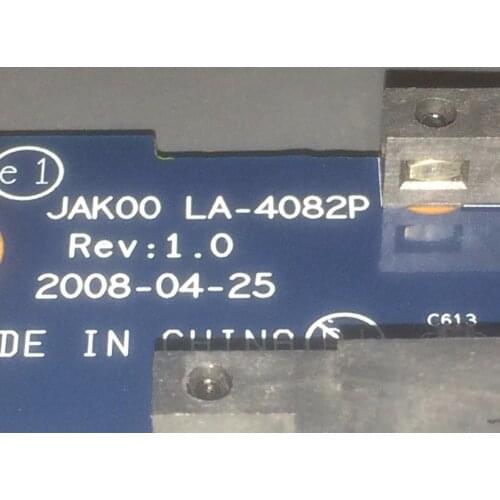 e 1
JAK00 LA-4082P
Rev:1.0
2008-04-25
DE IN CHINA
C613